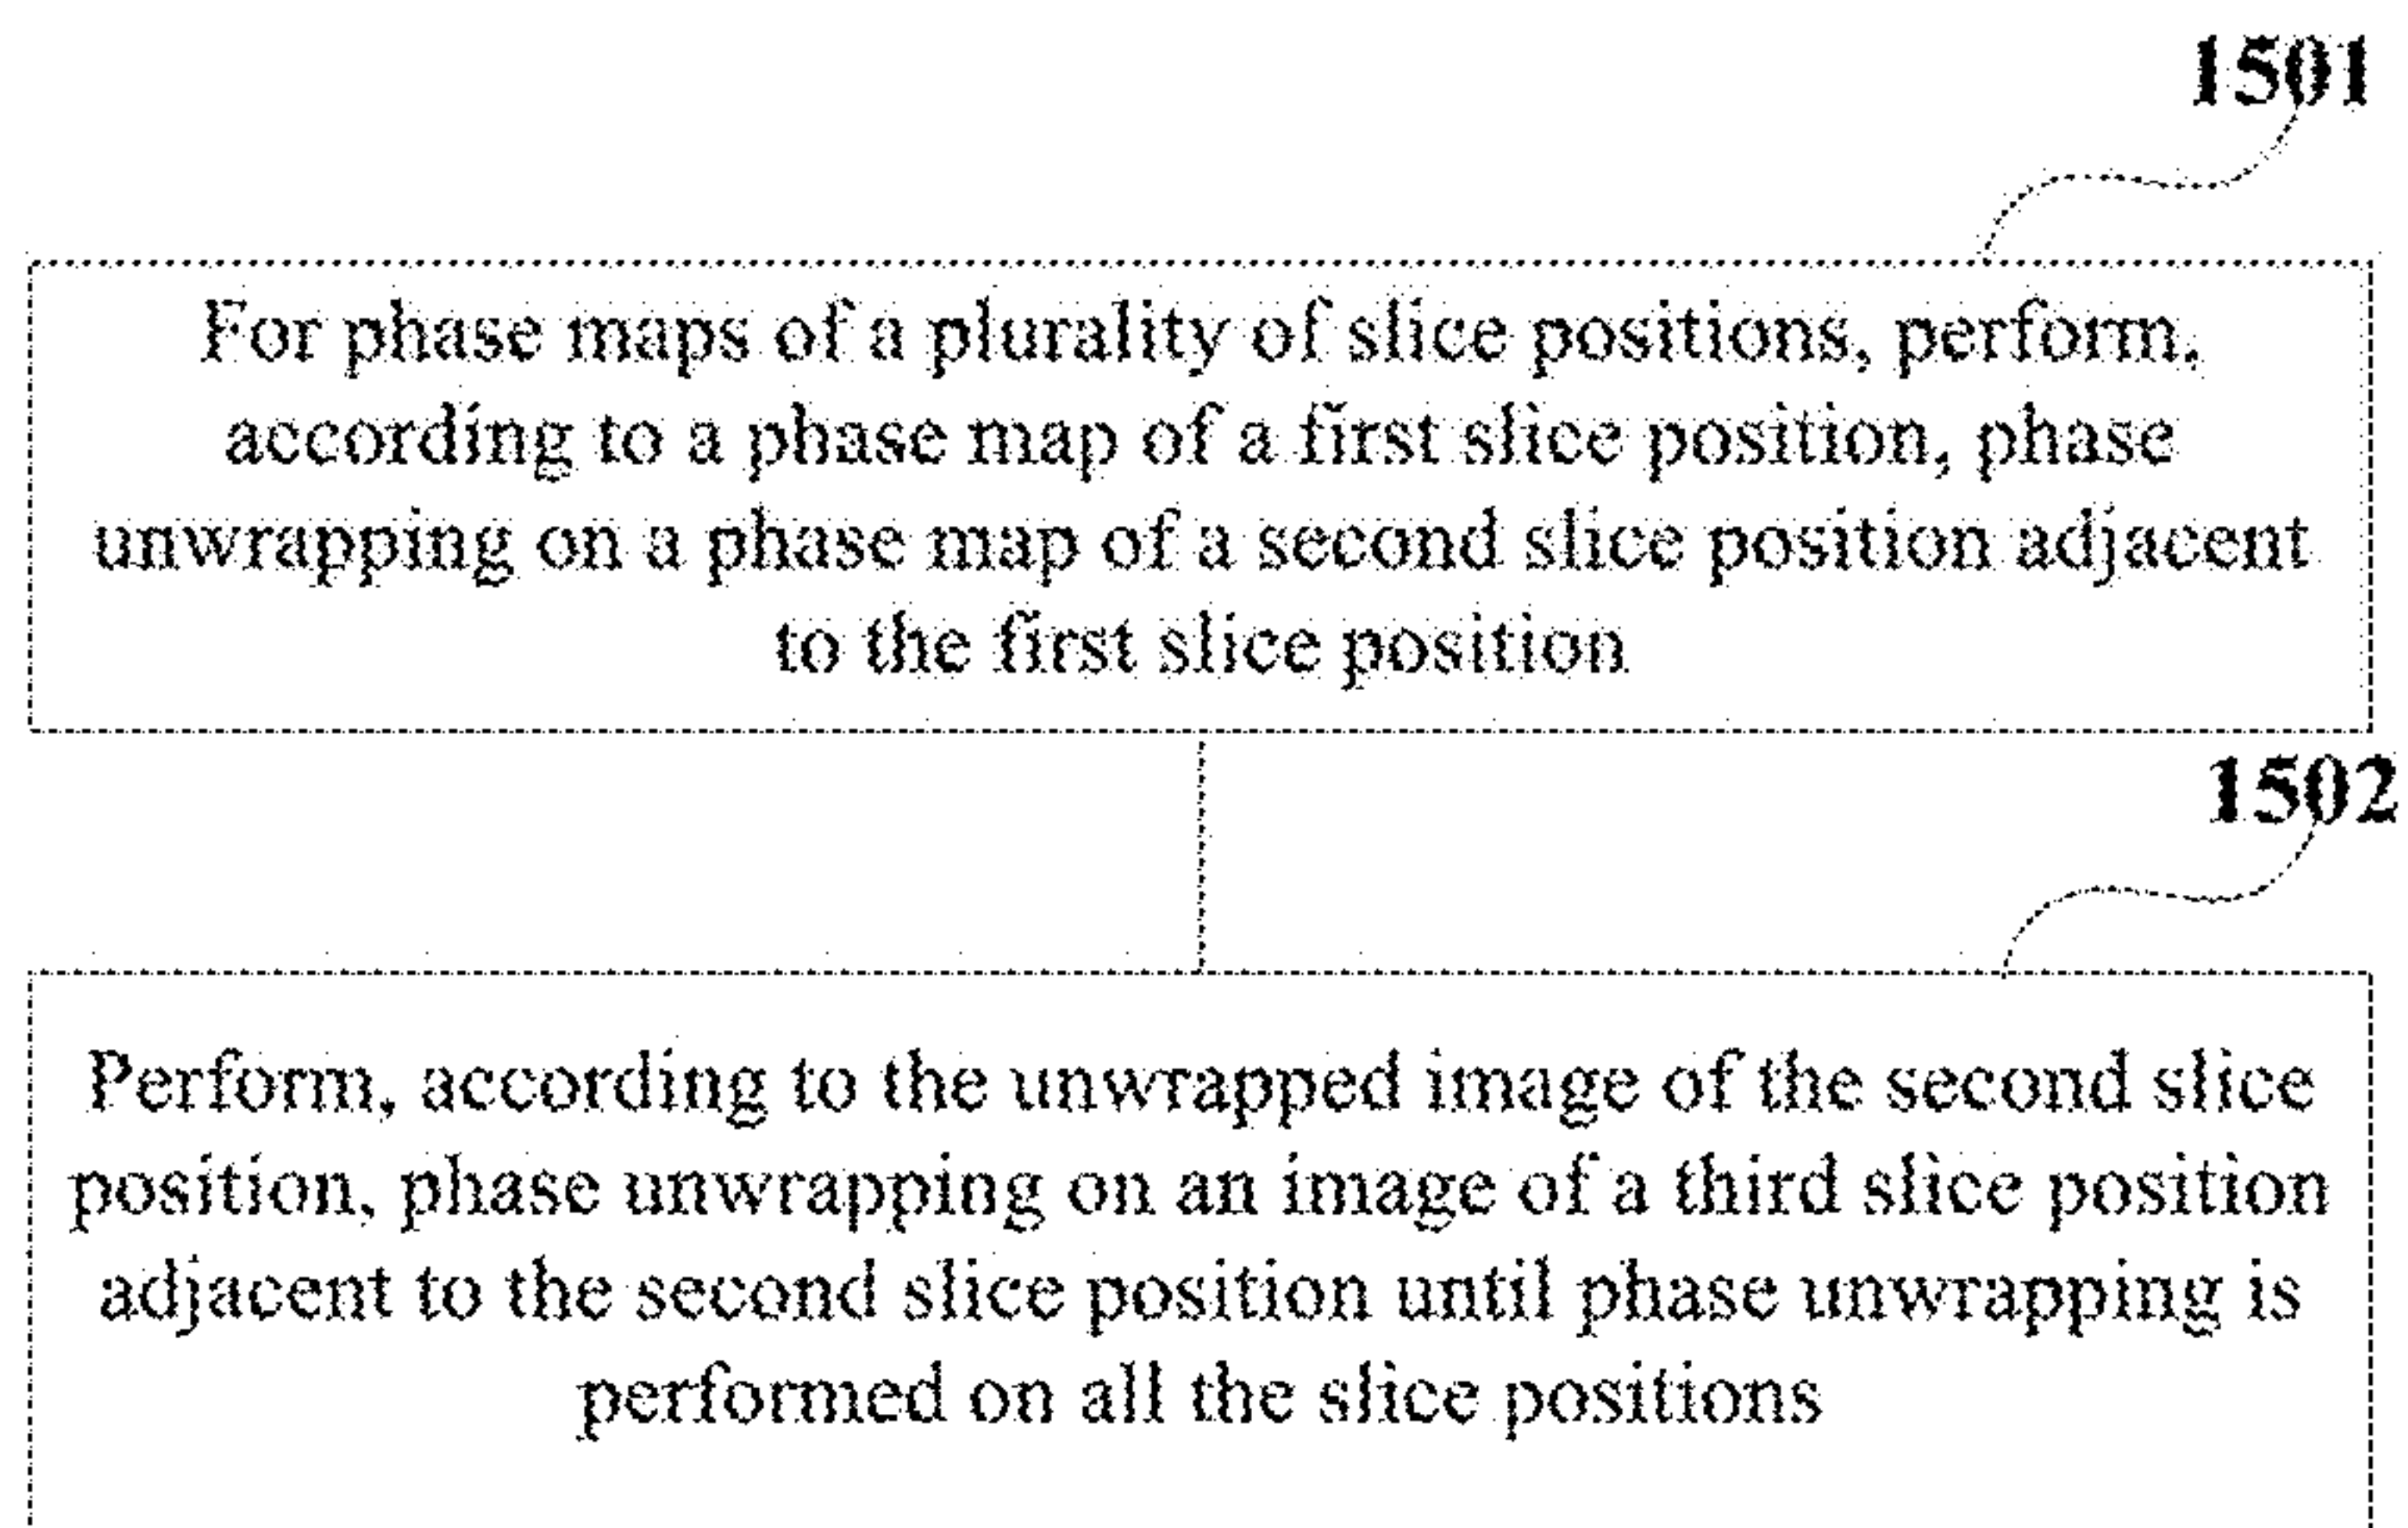 1501
For phase maps of a plurality of slice positions, perform,
according to a phase map of a first slice position, phase
unwrapping on a phase map of a second slice position adjacent
to the first slice position
1502
Perform, according to the unwrapped image of the second slice
position, phase unwrapping on an image of a third slice position
adjacent to the second slice position until phase unwrapping is
performed on all the slice positions